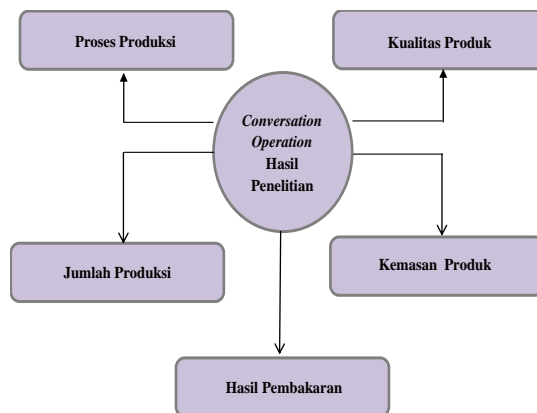 Proses Produksi
Kualitas Produk
Conversation
Operation
Hasil
Penelitian
Jumlah Produksi
Kemasan Produk
Hasil Pembakaran